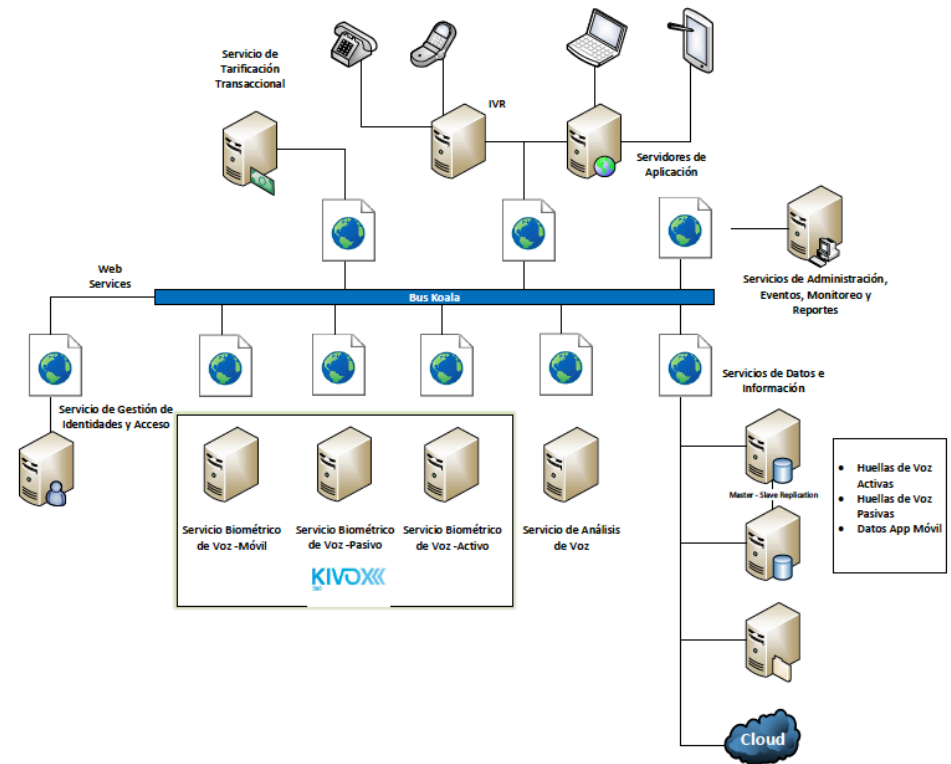 Servicio de
Tarificación
Transaccional
IVR
Servidores de
Aplicación
Servicios de Administración,
Eventos, Monitoreo y
Reportes
Web
Services
Bus Koala
Servicios de Datos e
Información
Servicio de Gestión de
Identidades y Acceso
Servicio Biométrico
de Voz -Móvil
Servicio Biométrico
de Voz -Pasivo
Servicio Biométrico
de Voz -Activo
Servicio de Análisis
de Voz
KIVOX
360
Master - Slave Replication
• Huellas de Voz
Activas
• Huellas de Voz
Pasivas
• Datos App Móvil
Cloud